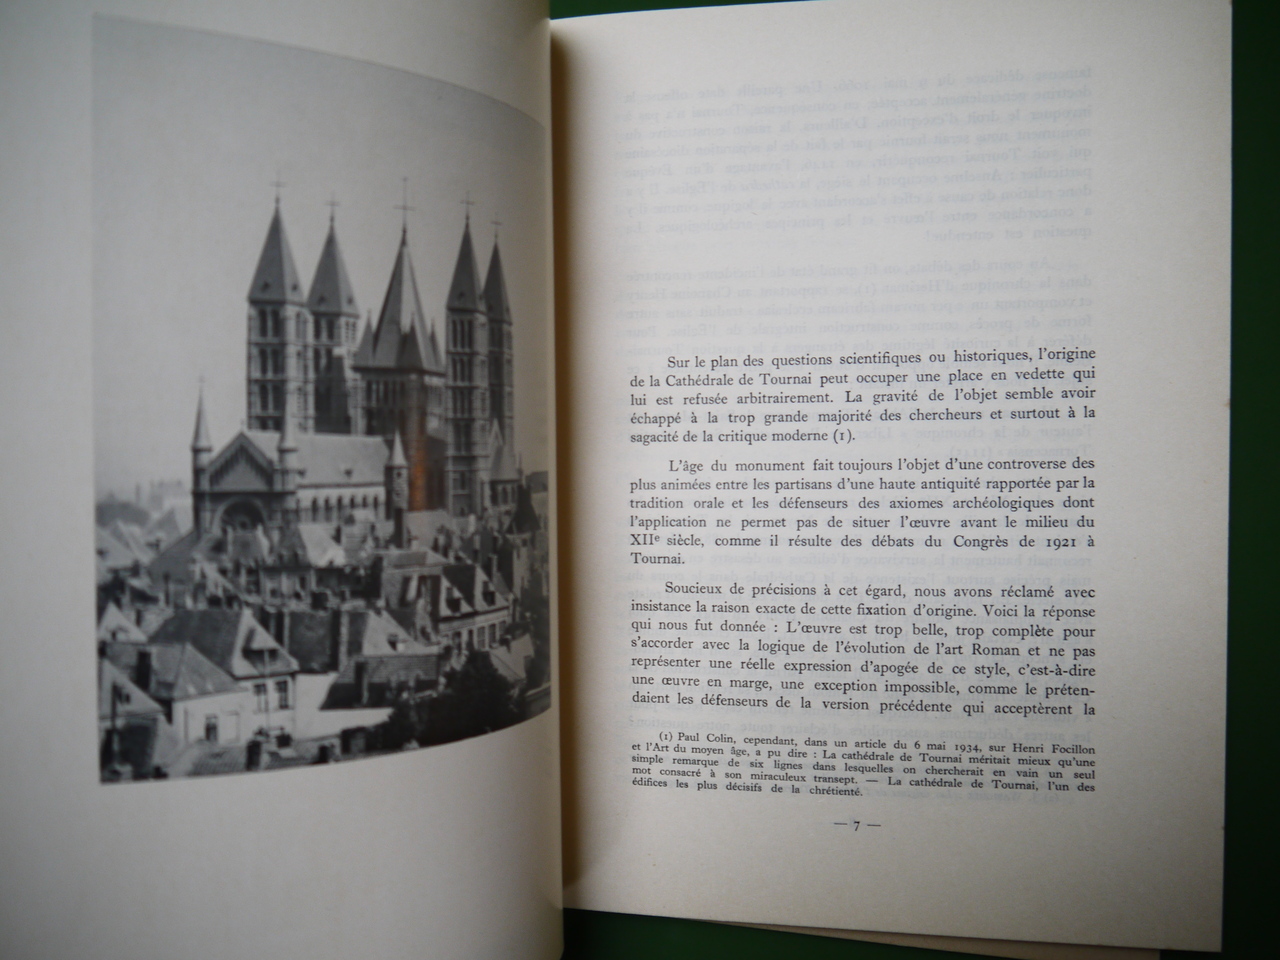 Sur le plan des questions scientifiques ou historiques, l'origine
de la Cathédrale de Tournai peut occuper une place en vedette qui
lui est refusée arbitrairement. La gravité de l'objet semble avoir
échappé à la trop grande majorité des chercheurs et surtout à la
sagacité de la critique moderne (1).
L'âge du monument fait toujours l'objet d'une controverse des
plus animées entre les partisans d'une haute antiquité rapportée par la
tradition orale et les défenseurs des axiomes archéologiques dont
l'application ne permet pas de situer l'œuvre avant le milieu du
XIIe siècle, comme il résulte des débats du Congrès de 1921 à
Tournai.
Soucieux de précisions à cet égard, nous avons réclamé avec
insistance la raison exacte de cette fixation d'origine. Voici la réponse
qui nous fut donnée : L'œuvre est trop belle, trop complète pour
s'accorder avec la logique de l'évolution de l'art Roman et ne pas
représenter une réelle expression d'apogée de ce style, c'est-à-dire
une œuvre en marge, une exception impossible, comme le préten-
daient les défenseurs de la version précédente qui acceptèrent la
(1) Paul Colin, cependant, dans un article du 6 mai 1934, sur Henri Focillon
et l'Art du moyen âge, a pu dire : La cathédrale de Tournai méritait mieux qu'une
simple remarque de six lignes dans lesquelles on chercherait en vain un seul
mot consacré à son miraculeux transept. — La cathédrale de Tournai, l'un des
édifices les plus décisifs de la chrétienté.
— 7 —